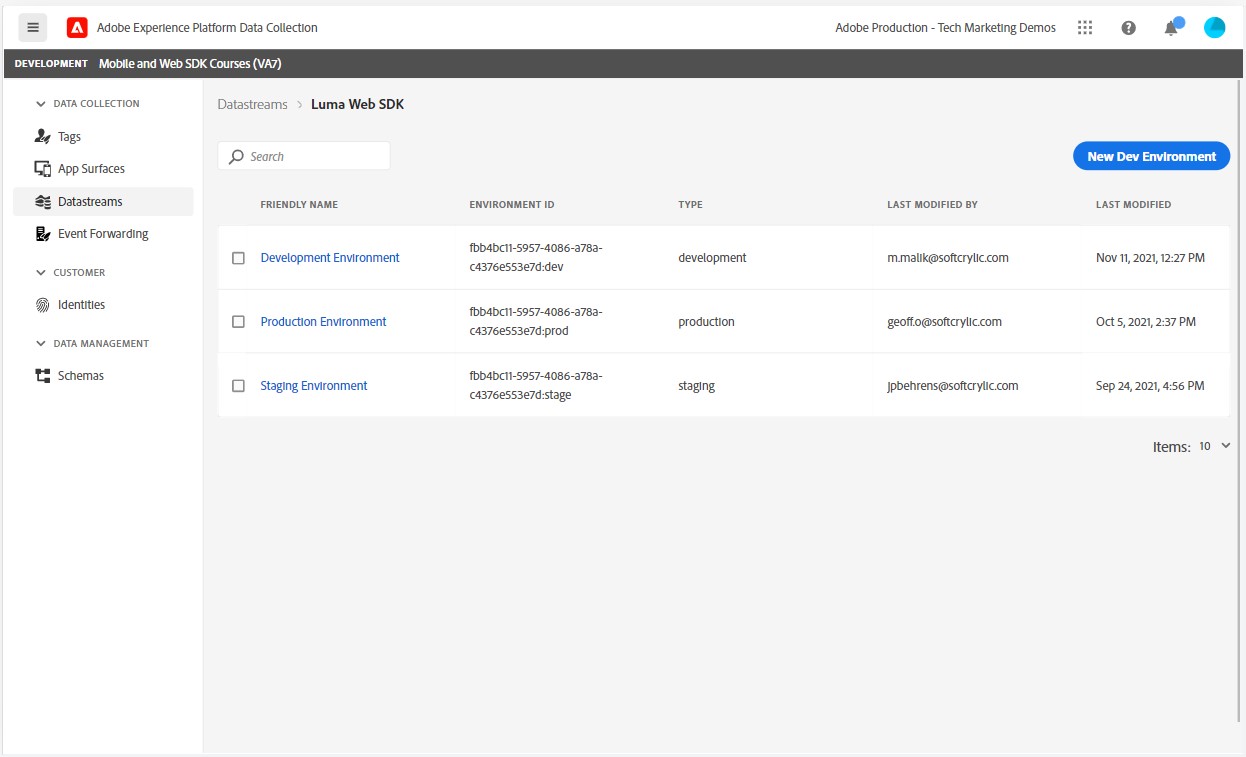 Adobe Experience Platform Data Collection
Adobe Production - Tech Marketing Demos
DEVELOPMENT Mobile and Web SDK Courses (VA7)
DATA COLLECTION
Tags
App Surfaces
Datastreams
Event Forwarding
CUSTOMER
Identities
DATA MANAGEMENT
Schemas
Datastreams > Luma Web SDK
Search
New Dev Environment
FRIENDLY NAME ENVIRONMENT ID TYPE LAST MODIFIED BY LAST MODIFIED
Development Environment fbb4bc11-5957-4086-a78a- development m.malik@softcrylic.com Nov 11, 2021, 12:27 PM
c4376e553e7d:dev
Production Environment fbb4bc11-5957-4086-a78a- production geoff.o@softcrylic.com Oct 5, 2021, 2:37 PM
c4376e553e7d:prod
Staging Environment fbb4bc11-5957-4086-a78a- staging jpbehrens@softcrylic.com Sep 24, 2021, 4:56 PM
c4376e553e7d:stage
Items: 10